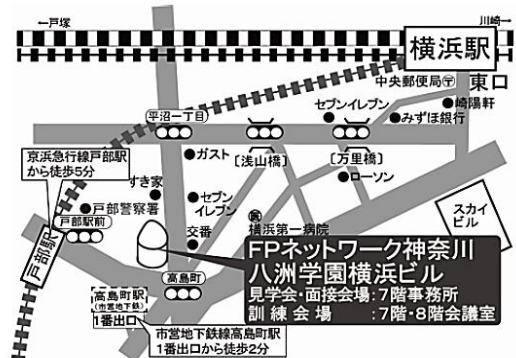 ←戸塚
川崎→
横浜駅
中央郵便局〒
東口
セブンイレブン
崎陽軒
みずほ銀行
平沼一丁目
京浜急行線戸部駅
から徒歩5分
ガスト
〔浅山橋〕
〔万里橋〕
ローソン
すき家
戸部警察署
セブン
イレブン
戸部駅前
戸部駅
交番
横浜第一病院
スカイ
ビル
FPネットワーク神奈川
八洲学園横浜ビル
見学会・面接会場:7階事務所
訓練会場 :7階・8階会議室
高島町
高島町駅
(市営地下鉄)
1番出口
市営地下鉄線高島町駅
1番出口から徒歩2分